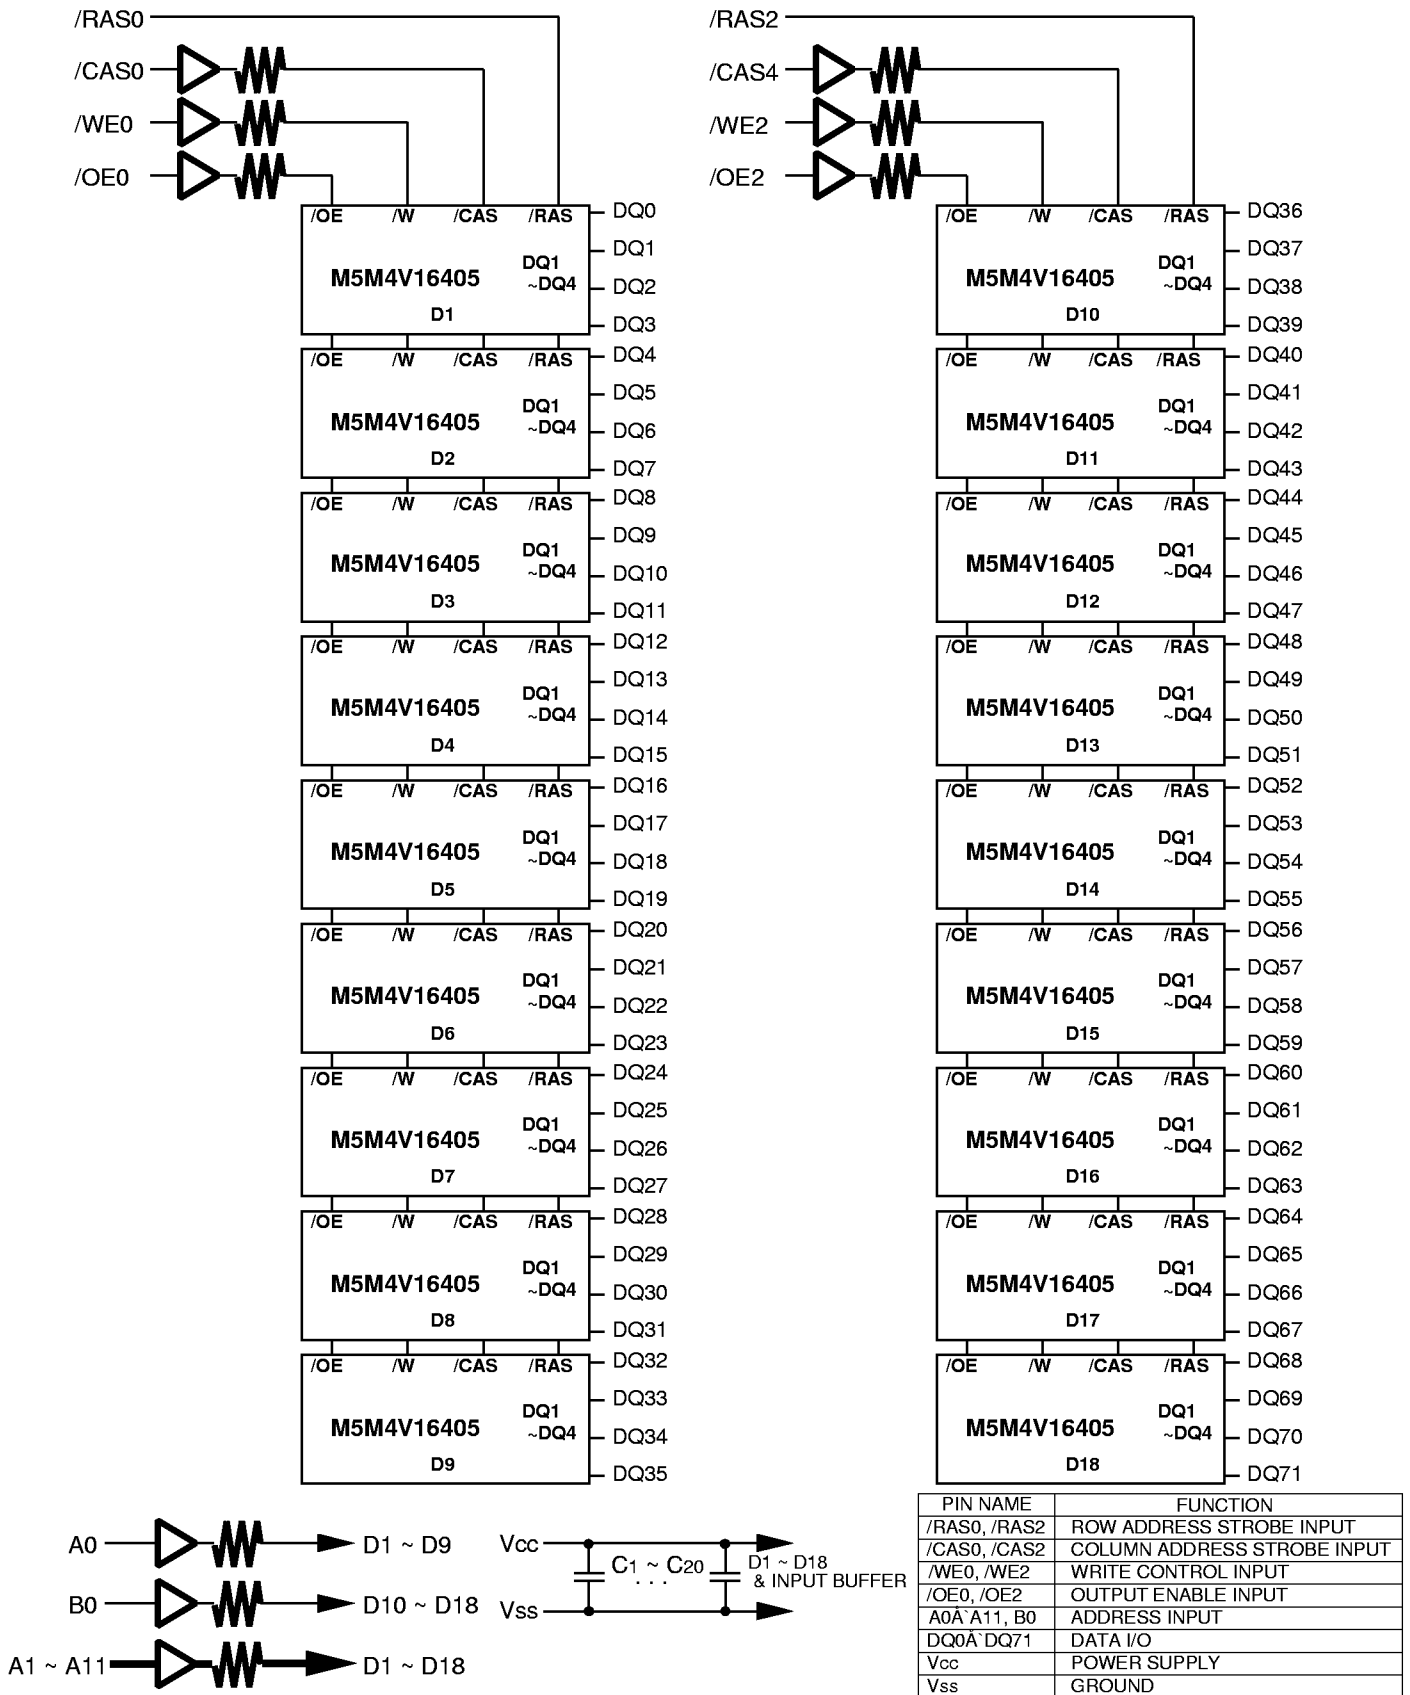 /RAS0
/CAS0
/WE0
/OE0
/OE /W /CAS /RAS
DQ0
DQ1
DQ2
DQ3
M5M4V16405
DQ1
~DQ4
D1
/OE /W /CAS /RAS
DQ4
DQ5
DQ6
DQ7
M5M4V16405
DQ1
~DQ4
D2
/OE /W /CAS /RAS
DQ8
DQ9
DQ10
DQ11
M5M4V16405
DQ1
~DQ4
D3
/OE /W /CAS /RAS
DQ12
DQ13
DQ14
DQ15
M5M4V16405
DQ1
~DQ4
D4
/OE /W /CAS /RAS
DQ16
DQ17
DQ18
DQ19
M5M4V16405
DQ1
~DQ4
D5
/OE /W /CAS /RAS
DQ20
DQ21
DQ22
DQ23
M5M4V16405
DQ1
~DQ4
D6
/OE /W /CAS /RAS
DQ24
DQ25
DQ26
DQ27
M5M4V16405
DQ1
~DQ4
D7
/OE /W /CAS /RAS
DQ28
DQ29
DQ30
DQ31
M5M4V16405
DQ1
~DQ4
D8
/OE /W /CAS /RAS
DQ32
DQ33
DQ34
DQ35
M5M4V16405
DQ1
~DQ4
D9
/RAS2
/CAS4
/WE2
/OE2
/OE /W /CAS /RAS
DQ36
DQ37
DQ38
DQ39
M5M4V16405
DQ1
~DQ4
D10
/OE /W /CAS /RAS
DQ40
DQ41
DQ42
DQ43
M5M4V16405
DQ1
~DQ4
D11
/OE /W /CAS /RAS
DQ44
DQ45
DQ46
DQ47
M5M4V16405
DQ1
~DQ4
D12
/OE /W /CAS /RAS
DQ48
DQ49
DQ50
DQ51
M5M4V16405
DQ1
~DQ4
D13
/OE /W /CAS /RAS
DQ52
DQ53
DQ54
DQ55
M5M4V16405
DQ1
~DQ4
D14
/OE /W /CAS /RAS
DQ56
DQ57
DQ58
DQ59
M5M4V16405
DQ1
~DQ4
D15
/OE /W /CAS /RAS
DQ60
DQ61
DQ62
DQ63
M5M4V16405
DQ1
~DQ4
D16
/OE /W /CAS /RAS
DQ64
DQ65
DQ66
DQ67
M5M4V16405
DQ1
~DQ4
D17
/OE /W /CAS /RAS
DQ68
DQ69
DQ70
DQ71
M5M4V16405
DQ1
~DQ4
D18
A0 D1 ~ D9
B0 D10 ~ D18
A1 ~ A11 D1 ~ D18
Vcc
C1 ~ C20
. . .
D1 ~ D18
& INPUT BUFFER
Vss
PIN NAME FUNCTION
/RAS0, /RAS2 ROW ADDRESS STROBE INPUT
/CAS0, /CAS2 COLUMN ADDRESS STROBE INPUT
/WE0, /WE2 WRITE CONTROL INPUT
/OE0, /OE2 OUTPUT ENABLE INPUT
A0Å`A11, B0 ADDRESS INPUT
DQ0Å`DQ71 DATA I/O
Vcc POWER SUPPLY
Vss GROUND